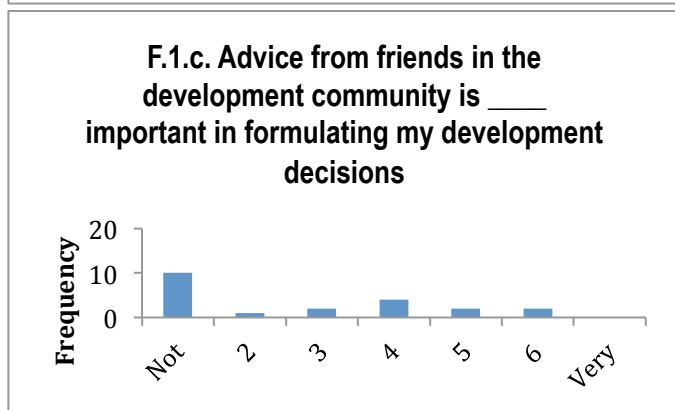 F.1.c. Advice from friends in the
development community is ____
important in formulating my development
decisions
Frequency
20
10
0
Not
2
3
4
5
6
Very